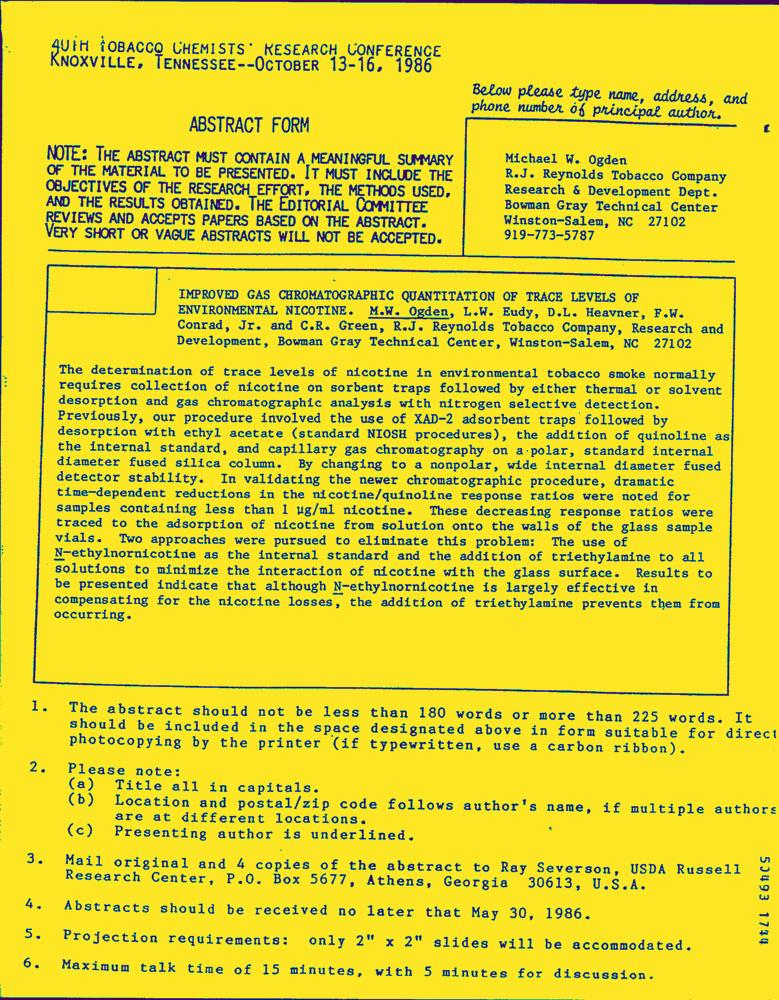 40TH TOBACCO CHEMISTS' RESEARCH CONFERENCE
KNOXVILLE, TENNESSEE--OCTOBER 13-16, 1986
Below please type name, address, and
phone number of principal author.
ABSTRACT FORM
NOTE: THE ABSTRACT MUST CONTAIN A MEANINGFUL SUMMARY
OF THE MATERIAL TO BE PRESENTED. IT MUST INCLUDE THE
OBJECTIVES OF THE RESEARCH EFFORT, THE METHODS USED,
AND THE RESULTS OBTAINED. THE EDITORIAL COMMITTEE
REVIEWS AND ACCEPTS PAPERS BASED ON THE ABSTRACT.
VERY SHORT OR VAGUE ABSTRACTS WILL NOT BE ACCEPTED.
Michael W. Ogden
R.J. Reynolds Tobacco Company
Research & Development Dept.
Bowman Gray Technical Center
Winston-Salem, NC 27102
919-773-5787
IMPROVED GAS CHROMATOGRAPHIC QUANTITATION OF TRACE LEVELS OF
ENVIRONMENTAL NICOTINE. M.W. Ogden, L.W. Eudy, D.L. Heavner, F.W.
Conrad, Jr. and C.R. Green, R.J. Reynolds Tobacco Company, Research and
Development, Bowman Gray Technical Center, Winston-Salem, NC 27102
The determination of trace levels of nicotine in environmental tobacco smoke normally
requires collection of nicotine on sorbent traps followed by either thermal or solvent
desorption and gas chromatographic analysis with nitrogen selective detection.
Previously, our procedure involved the use of XAD-2 adsorbent traps followed by
desorption with ethyl acetate (standard NIOSH procedures), the addition of quinoline as
the internal standard, and capillary gas chromatography on a polar, standard internal
diameter fused silica column. By changing to a nonpolar, wide internal diameter fused
detector stability. In validating the newer chromatographic procedure, dramatic
time-dependent reductions in the nicotine/quinoline response ratios were noted for
samples containing less than 1 µg/ml nicotine. These decreasing response ratios were
traced to the adsorption of nicotine from solution onto the walls of the glass sample
vials. Two approaches were pursued to eliminate this problem: The use of
N-ethylnornicotine as the internal standard and the addition of triethylamine to all
solutions to minimize the interaction of nicotine with the glass surface. Results to
be presented indicate that although N-ethylnornicotine is largely effective in
compensating for the nicotine losses, the addition of triethylamine prevents them from
occurring.
1. The abstract should not be less than 180 words or more than 225 words. It
should be included in the space designated above in form suitable for direct
photocopying by the printer (if typewritten, use a carbon ribbon).
2. Please note:
(a) Title all in capitals.
(b) Location and postal/zip code follows author's name, if multiple authors
are at different locations.
(c) Presenting author is underlined.
3. Mail original and 4 copies of the abstract to Ray Severson, USDA Russell
Research Center, P.O. Box 5677, Athens, Georgia 30613, U.S.A.
4. Abstracts should be received no later that May 30, 1986.
5. Projection requirements: only 2" x 2" slides will be accommodated.
6. Maximum talk time of 15 minutes, with 5 minutes for discussion.